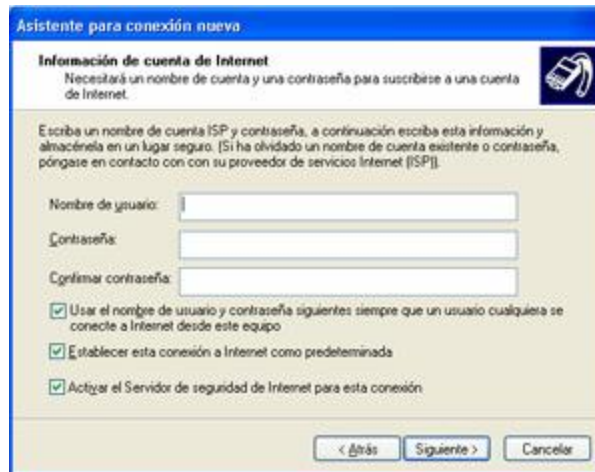 Asistente para conexión nueva
Información de cuenta de Internet
Necesitará un nombre de cuenta y una contraseña para suscribirse a una cuenta
de Internet.
Escriba un nombre de cuenta ISP y contraseña, a continuación escriba esta información y
almacénela en un lugar seguro. (Si ha olvidado un nombre de cuenta existente o contraseña,
póngase en contacto con con su proveedor de servicios Internet (ISP)).
Nombre de usuario:
Contraseña:
Confirmar contraseña:
Usar el nombre de usuario y contraseña siguientes siempre que un usuario cualquiera se
conecte a Internet desde este equipo
Establecer esta conexión a Internet como predeterminada
Activar el Servidor de seguridad de Internet para esta conexión
< Atrás Siguiente > Cancelar